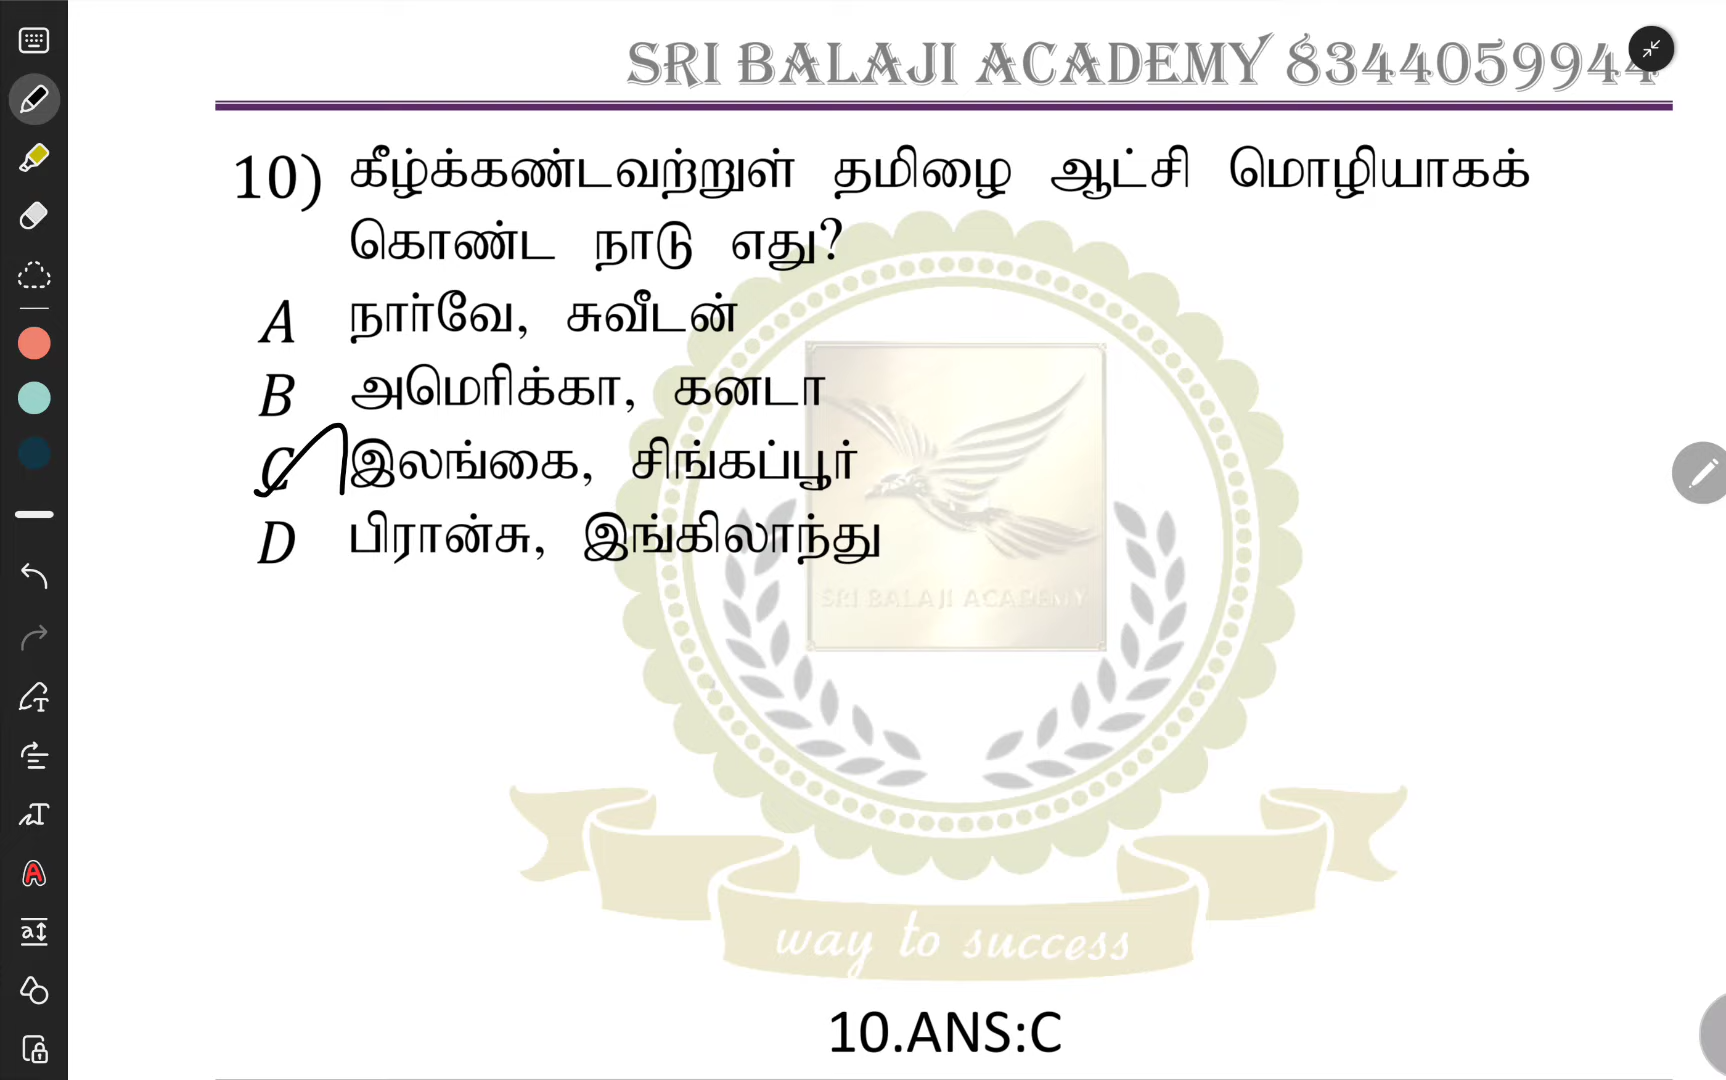 SRI BALAJI ACADEMY 8344059944
10) கீழ்க்கண்டவற்றுள் தமிழை ஆட்சி மொழியாகக்
கொண்ட நாடு எது?
A நார்வே, சுவீடன்
B அமெரிக்கா, கனடா
C இலங்கை, சிங்கப்பூர்
D பிரான்சு, இங்கிலாந்து
SRI BALAJI ACADEMY
way to success
10.ANS:C